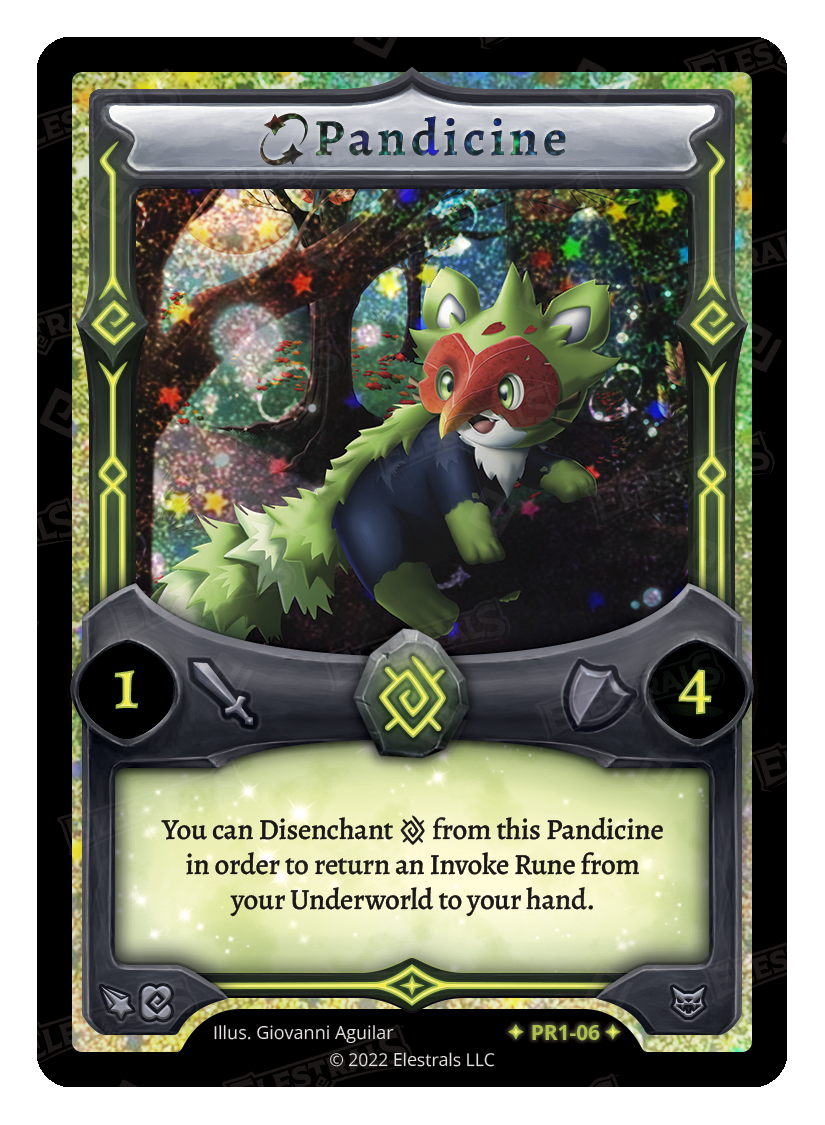 Pandicine
1
4
You can Disenchant from this Pandicine
in order to return an Invoke Rune from
your Underworld to your hand.
Illus. Giovanni Aguilar
PR1-06
© 2022 Elestrals LLC
ELESTRALS